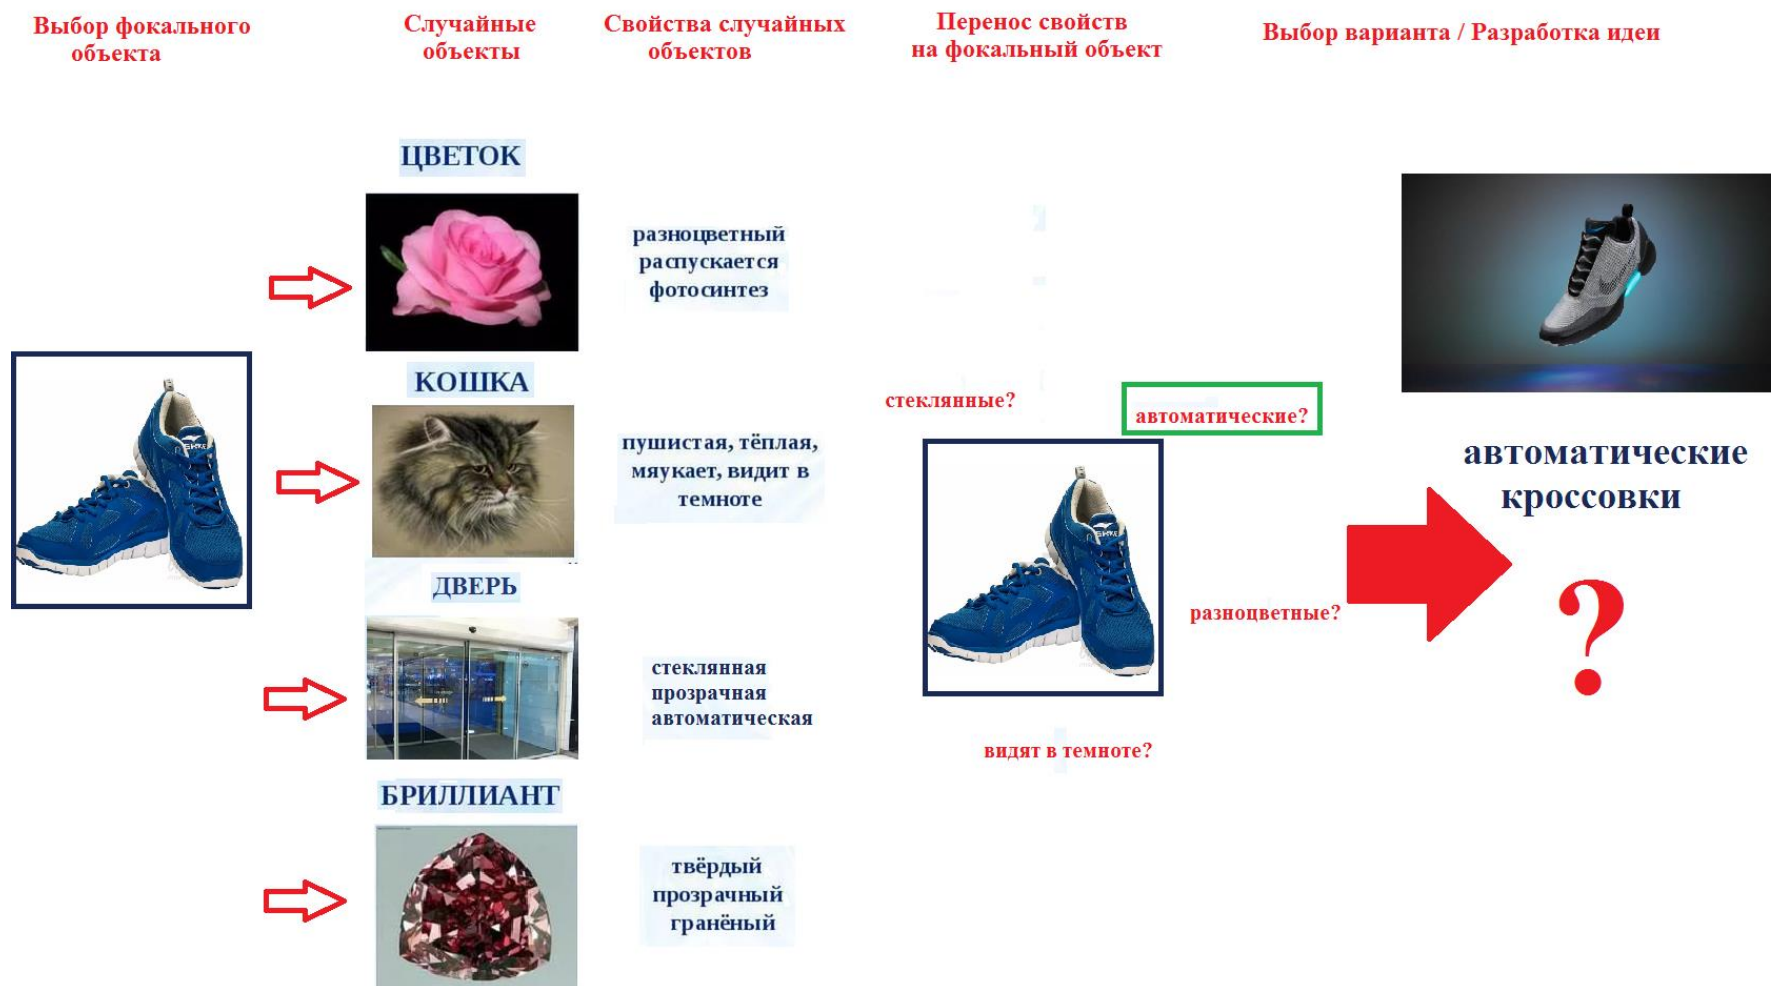 Выбор фокального
объекта
Случайные
объекты
Свойства случайных
объектов
Перенос свойств
на фокальный объект
Выбор варианта / Разработка идеи
ЦВЕТОК
разноцветный
распускается
фотосинтез
КОШКА
пушистая, тёплая,
мяукает, видит в
темноте
ДВЕРЬ
стеклянная
прозрачная
автоматическая
БРИЛЛИАНТ
твёрдый
прозрачный
гранёный
стеклянные?
автоматические?
разноцветные?
видят в темноте?
автоматические
кроссовки
?